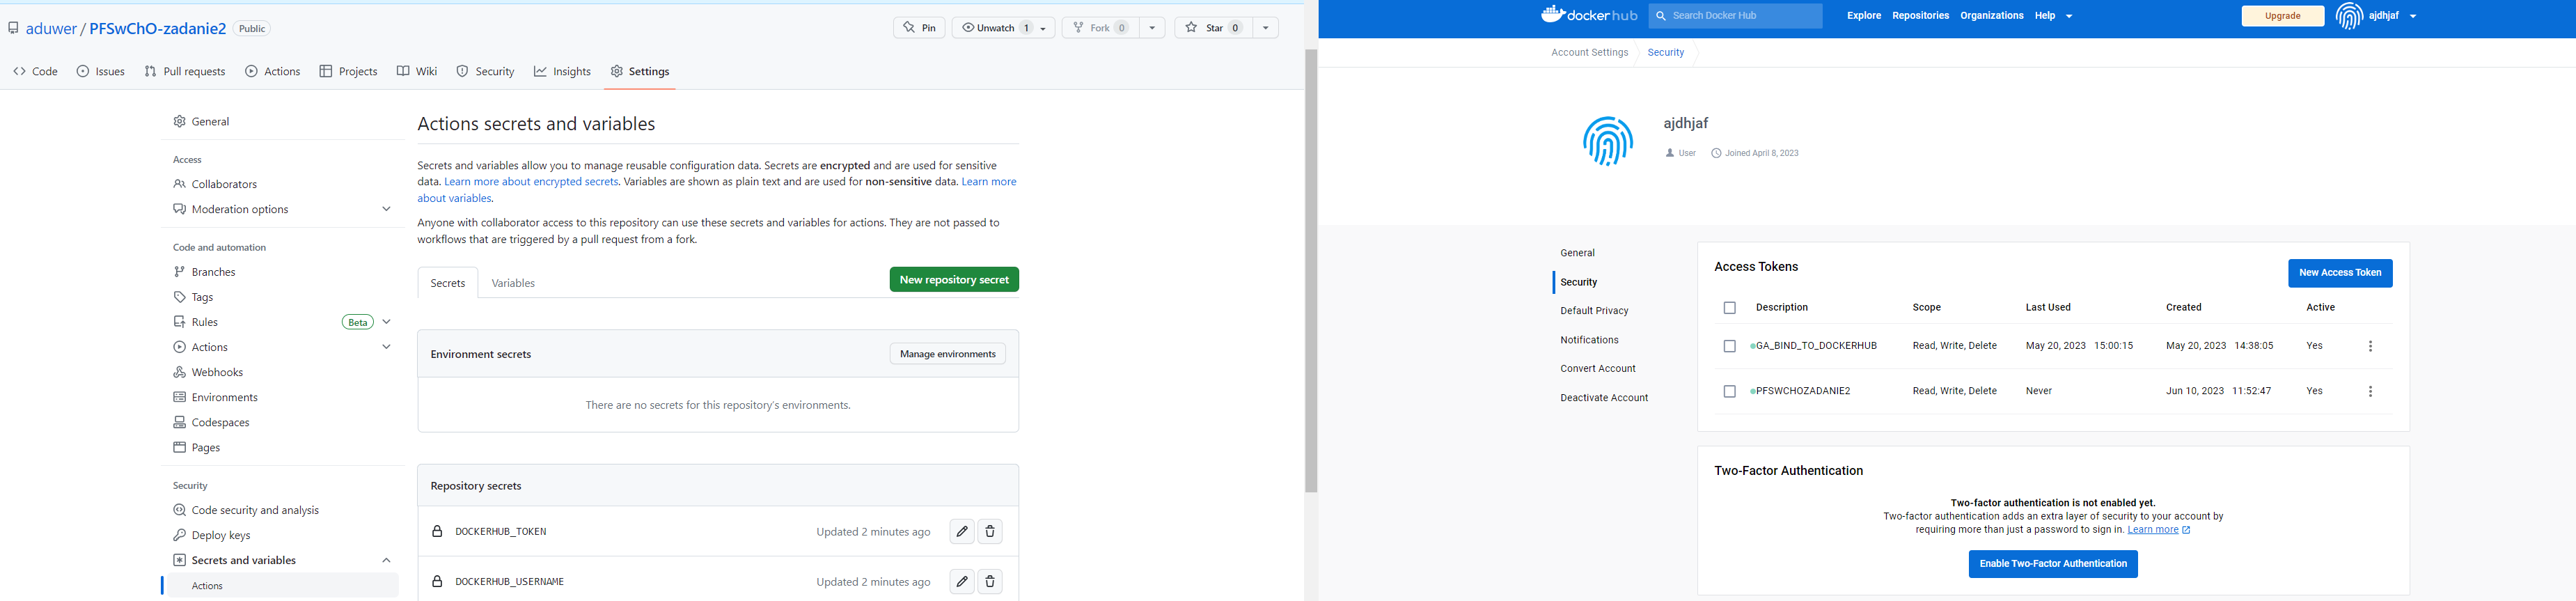 aduwer / PFSwChO-zadanie2 Public
Pin
Unwatch 1
Fork 0
Star 0
Code
Issues
Pull requests
Actions
Projects
Wiki
Security
Insights
Settings
General
Access
Collaborators
Moderation options
Code and automation
Branches
Tags
Rules Beta
Actions
Webhooks
Environments
Codespaces
Pages
Security
Code security and analysis
Deploy keys
Secrets and variables
Actions
Actions secrets and variables
Secrets and variables allow you to manage reusable configuration data. Secrets are encrypted and are used for sensitive
data. Learn more about encrypted secrets. Variables are shown as plain text and are used for non-sensitive data. Learn more
about variables.
Anyone with collaborator access to this repository can use these secrets and variables for actions. They are not passed to
workflows that are triggered by a pull request from a fork.
Secrets
Variables
New repository secret
Environment secrets
Manage environments
There are no secrets for this repository's environments.
Repository secrets
DOCKERHUB_TOKEN Updated 2 minutes ago
DOCKERHUB_USERNAME Updated 2 minutes ago
dockerhub
Search Docker Hub
Explore
Repositories
Organizations
Help
Upgrade
ajdhjaf
Account Settings
Security
ajdhjaf
User
Joined April 8, 2023
General
Security
Default Privacy
Notifications
Convert Account
Deactivate Account
Access Tokens
New Access Token
Description Scope Last Used Created Active
GA_BIND_TO_DOCKERHUB Read, Write, Delete May 20, 2023 15:00:15 May 20, 2023 14:38:05 Yes
PFSWCHOZADANIE2 Read, Write, Delete Never Jun 10, 2023 11:52:47 Yes
Two-Factor Authentication
Two-factor authentication is not enabled yet.
Two-factor authentication adds an extra layer of security to your account by
requiring more than just a password to sign in. Learn more
Enable Two-Factor Authentication